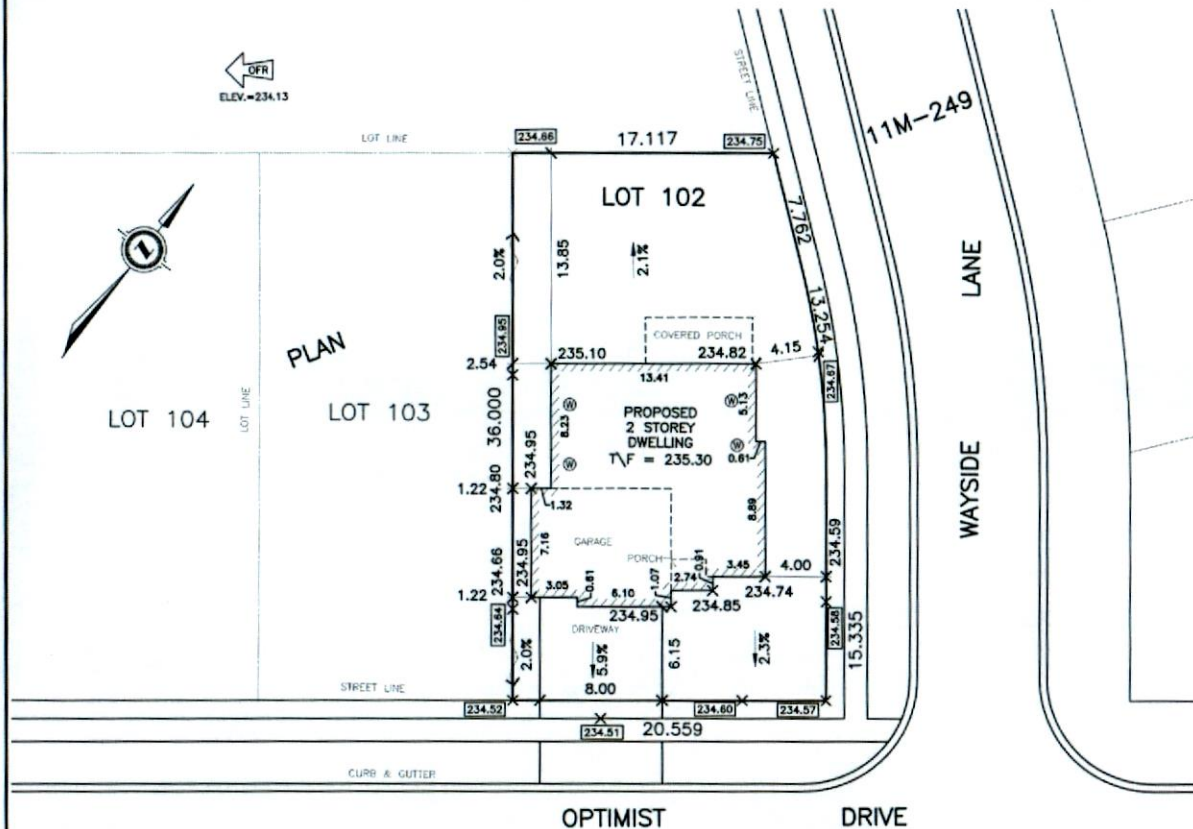 OFR
ELEV.=234.13
STREET LINE
11M-249
LOT LINE
234.66
17.117
234.75
LOT 102
7.762
2.0%
13.85
2.1%
13.254
LANE
234.95
COVERED PORCH
PLAN
2.54
235.10
234.82
4.15
13.41
234.67
LOT 104
LOT LINE
LOT 103
36.000
8.23
W
W
5.13
PROPOSED
2 STOREY
DWELLING
T\F = 235.30
W
W
0.61
234.95
WAYSIDE
1.22
234.80
1.32
8.89
7.16
GARAGE
234.66
234.95
PORCH
0.91
3.45
4.00
234.59
3.05
0.61
6.10
1.07
2.74
234.74
1.22
234.64
234.95
234.85
234.58
DRIVEWAY
2.0%
5.9%
6.15
2.3%
15.335
STREET LINE
8.00
234.52
234.60
234.57
234.51
20.559
CURB & GUTTER
OPTIMIST DRIVE